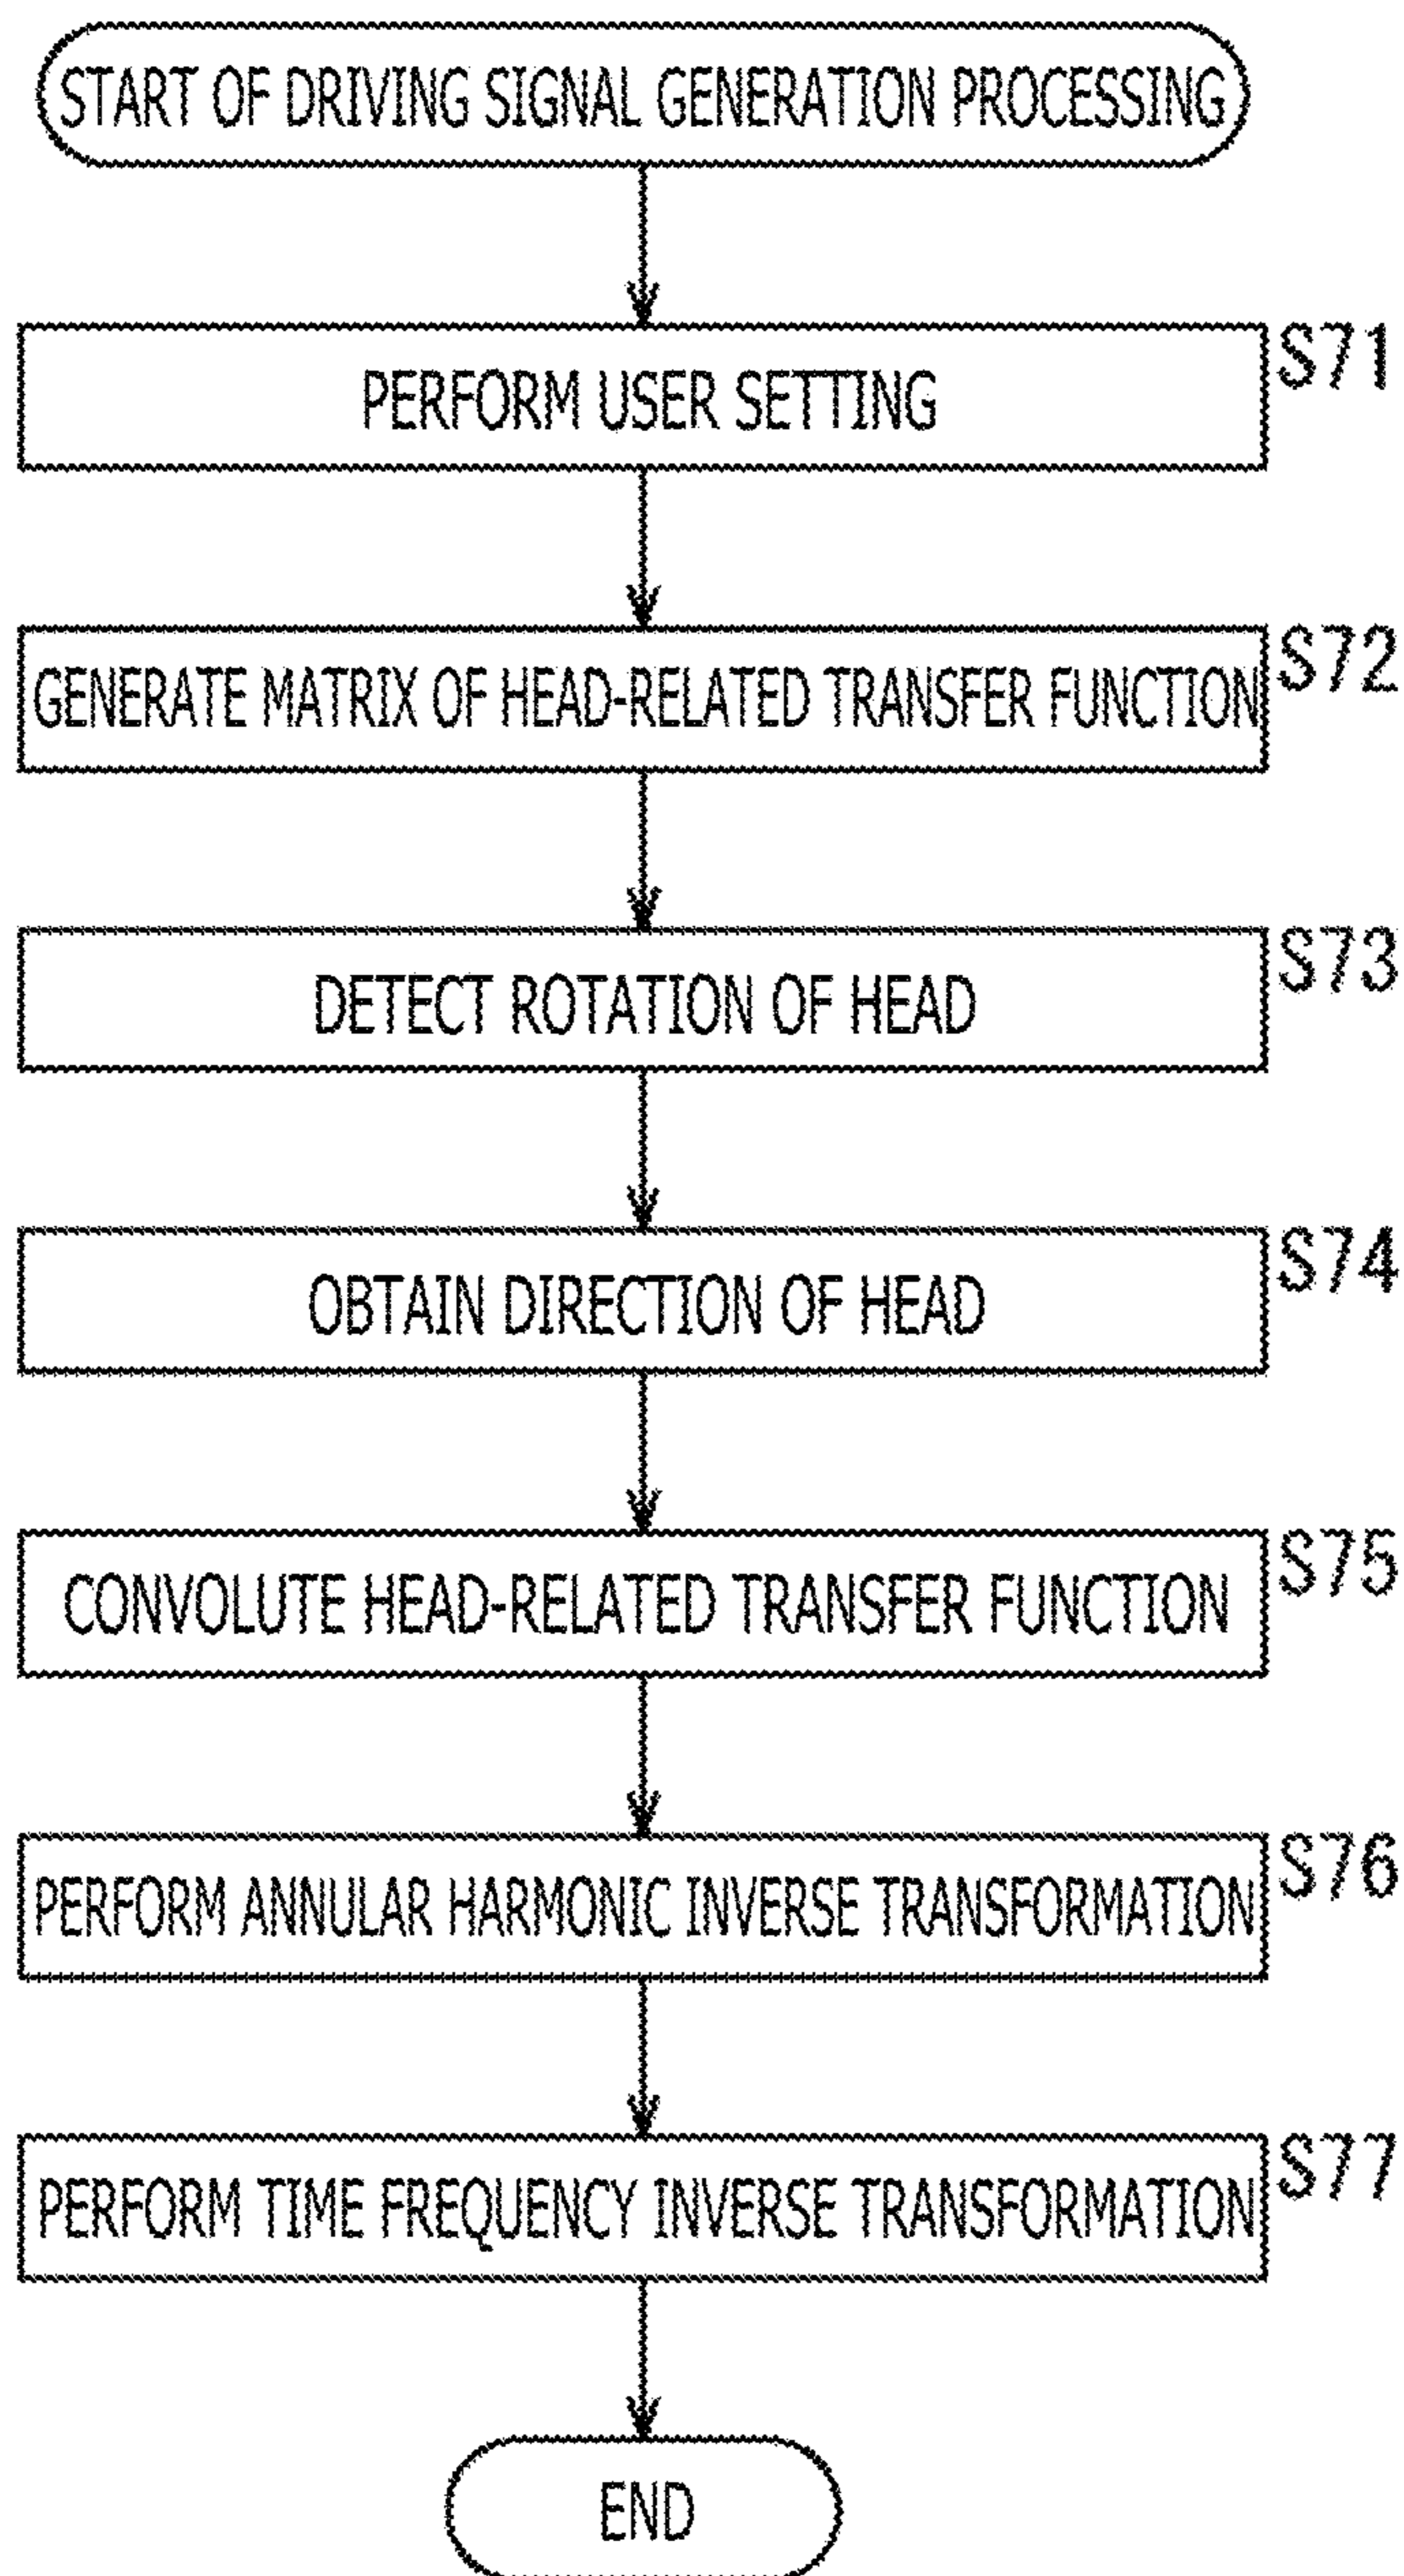 START OF DRIVING SIGNAL GENERATION PROCESSING
PERFORM USER SETTING
S71
GENERATE MATRIX OF HEAD-RELATED TRANSFER FUNCTION
S72
DETECT ROTATION OF HEAD
S73
OBTAIN DIRECTION OF HEAD
S74
CONVOLUTE HEAD-RELATED TRANSFER FUNCTION
S75
PERFORM ANNULAR HARMONIC INVERSE TRANSFORMATION
S76
PERFORM TIME FREQUENCY INVERSE TRANSFORMATION
S77
END